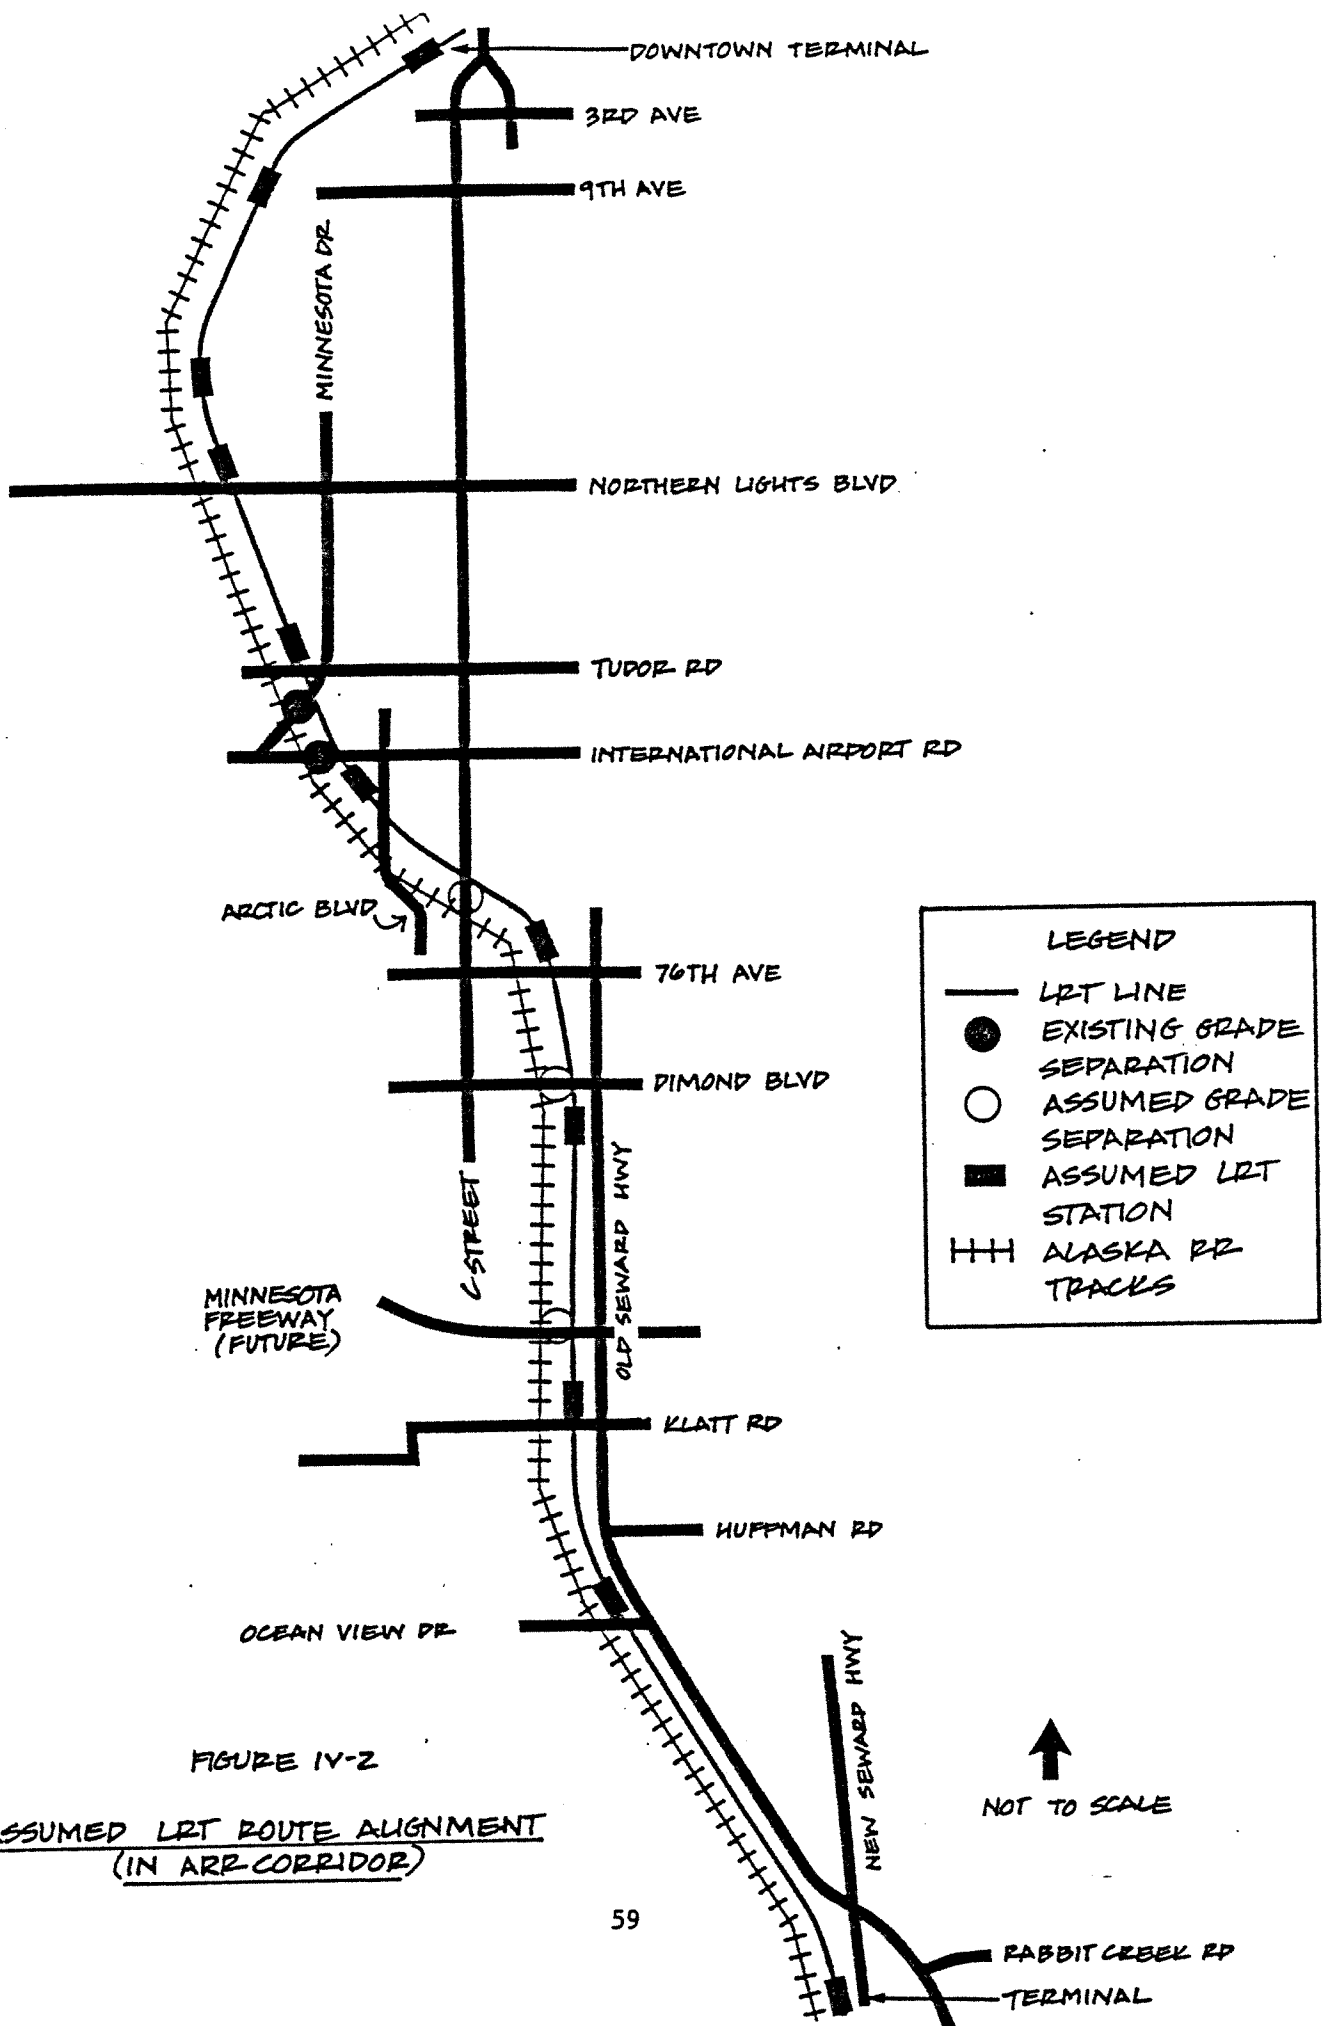 DOWNTOWN TERMINAL
3RD AVE
9TH AVE
MINNESOTA DR
NORTHERN LIGHTS BLVD
TUDOR RD
INTERNATIONAL AIRPORT RD
ARCTIC BLVD
76TH AVE
DIMOND BLVD
C STREET
OLD SEWARD HWY
MINNESOTA
FREEWAY
(FUTURE)
KLATT RD
HUFFMAN RD
OCEAN VIEW DR
NEW SEWARD HWY
RABBIT CREEK RD
TERMINAL
LEGEND
LRT LINE
EXISTING GRADE
SEPARATION
ASSUMED GRADE
SEPARATION
ASSUMED LRT
STATION
ALASKA RR
TRACKS
NOT TO SCALE
FIGURE IV-2
SSUMED LRT ROUTE ALIGNMENT
(IN ARR CORRIDOR)
59